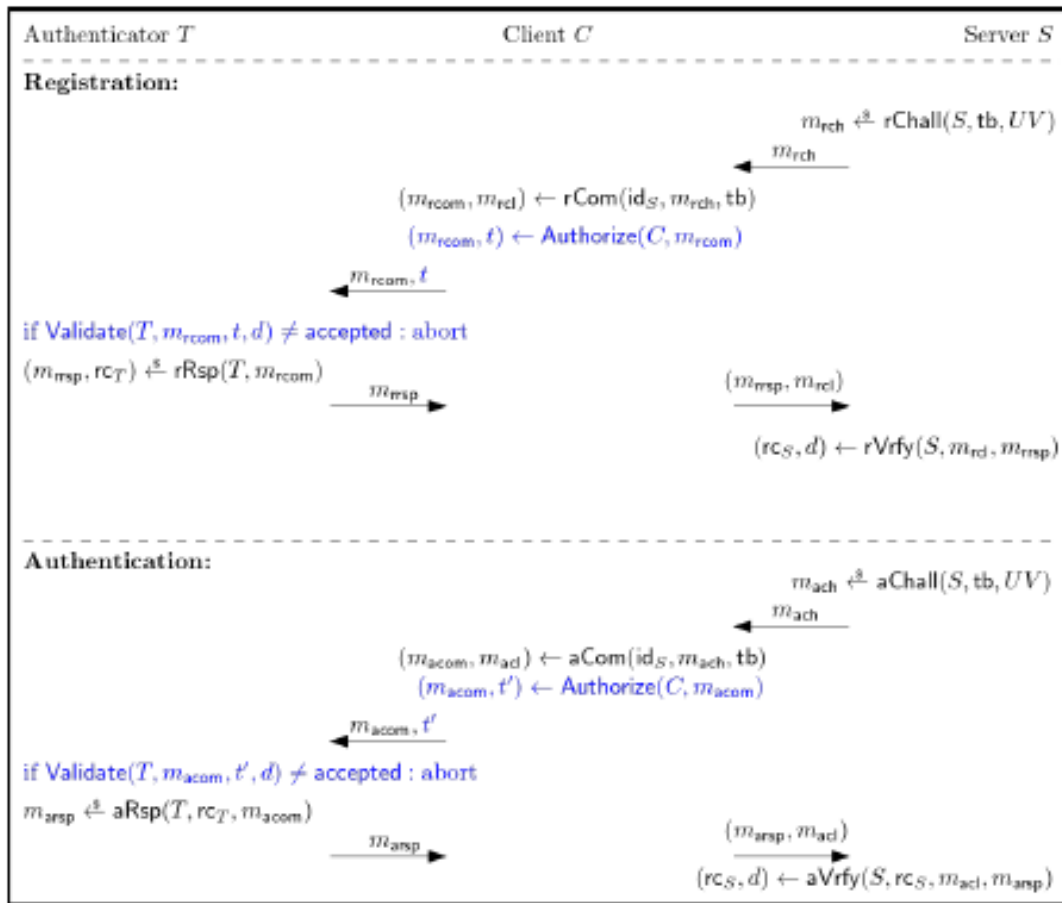 Authenticator T Client C Server S
Registration:
m_rch ←$ rChall(S, tb, UV)
m_rch
(m_rcom, m_rcl) ← rCom(id_S, m_rch, tb)
(m_rcom, t) ← Authorize(C, m_rcom)
m_rcom, t
if Validate(T, m_rcom, t, d) ≠ accepted : abort
(m_rrsp, rc_T) ←$ rRsp(T, m_rcom)
m_rrsp (m_rrsp, m_rcl)
(rc_S, d) ← rVrfy(S, m_rcl, m_rrsp)
Authentication:
m_ach ←$ aChall(S, tb, UV)
m_ach
(m_acom, m_acl) ← aCom(id_S, m_ach, tb)
(m_acom, t′) ← Authorize(C, m_acom)
m_acom, t′
if Validate(T, m_acom, t′, d) ≠ accepted : abort
m_arsp ←$ aRsp(T, rc_T, m_acom)
m_arsp (m_arsp, m_acl)
(rc_S, d) ← aVrfy(S, rc_S, m_acl, m_arsp)